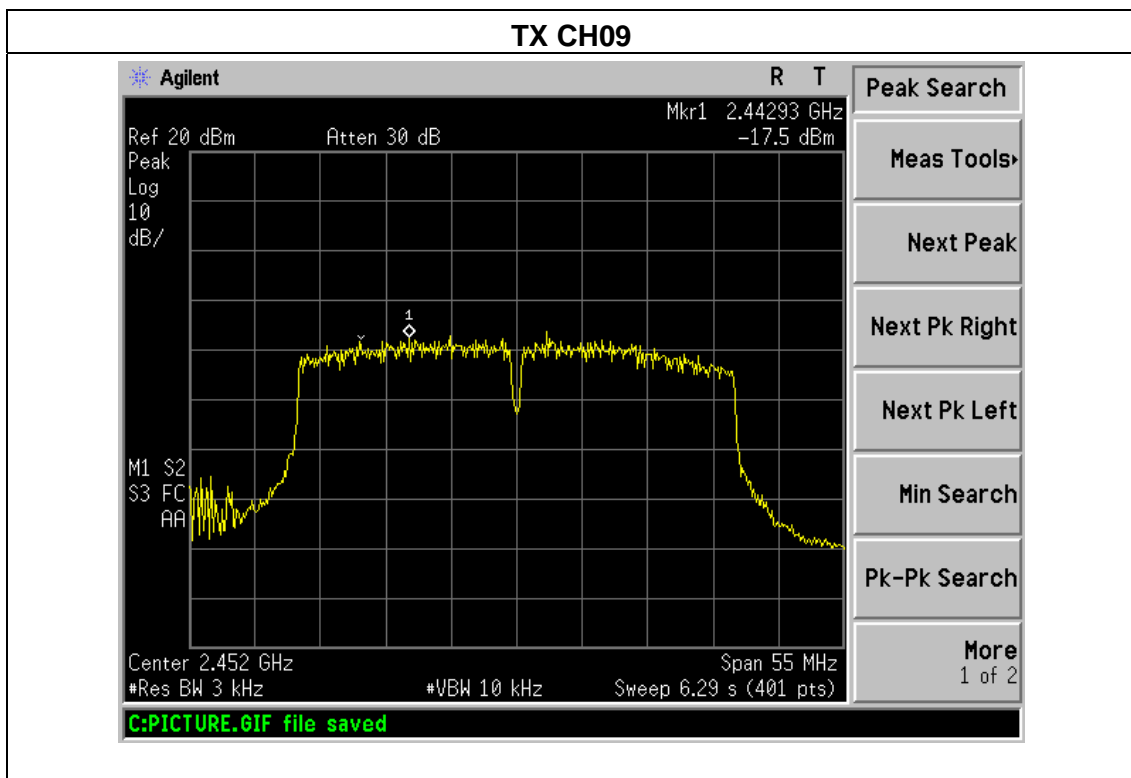 TX CH09
Agilent R T
Mkr1 2.44293 GHz
Ref 20 dBm Atten 30 dB -17.5 dBm
Peak
Log
10
dB/
1
M1 S2
S3 FC
AA
Center 2.452 GHz Span 55 MHz
#Res BW 3 kHz #VBW 10 kHz Sweep 6.29 s (401 pts)
C:PICTURE.GIF file saved
Peak Search
Meas Tools
Next Peak
Next Pk Right
Next Pk Left
Min Search
Pk-Pk Search
More
1 of 2